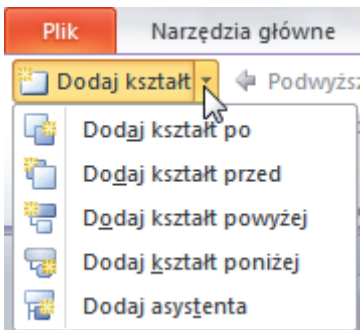 Plik Narzędzia główne
Dodaj kształt Podwyższ
Dodaj kształt po
Dodaj kształt przed
Dodaj kształt powyżej
Dodaj kształt poniżej
Dodaj asystenta